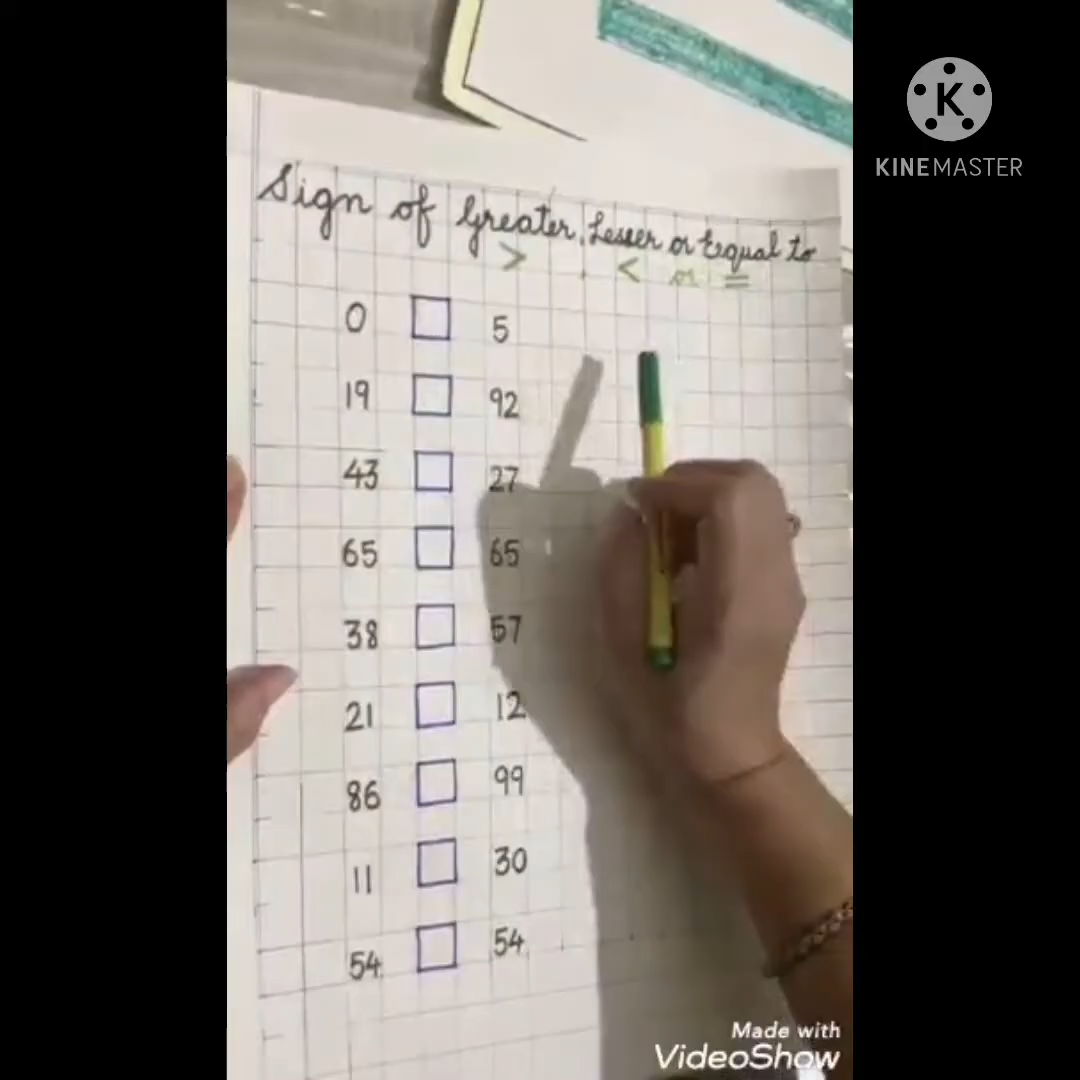 K
KINEMASTER
Sign of Greater, Lesser or Equal to
> , < or =
0 5
19 92
43 27
65 65
38 57
21 12
86 99
11 30
54 54
Made with
VideoShow